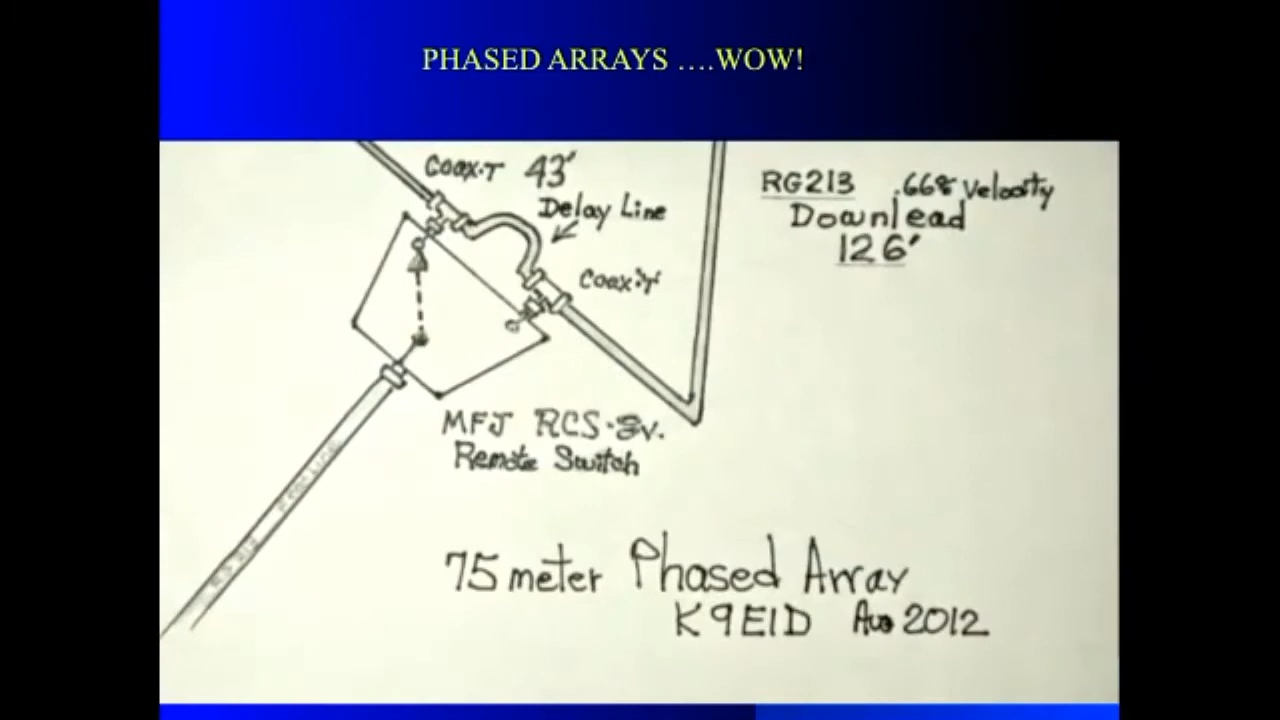 PHASED ARRAYS ....WOW!
Coax-T 43'
Delay Line
RG213 .668 Velocity
Downlead
126'
Coax-T
MFJ RCS-8v.
Remote Switch
75 meter Phased Array
K9EID Aug 2012